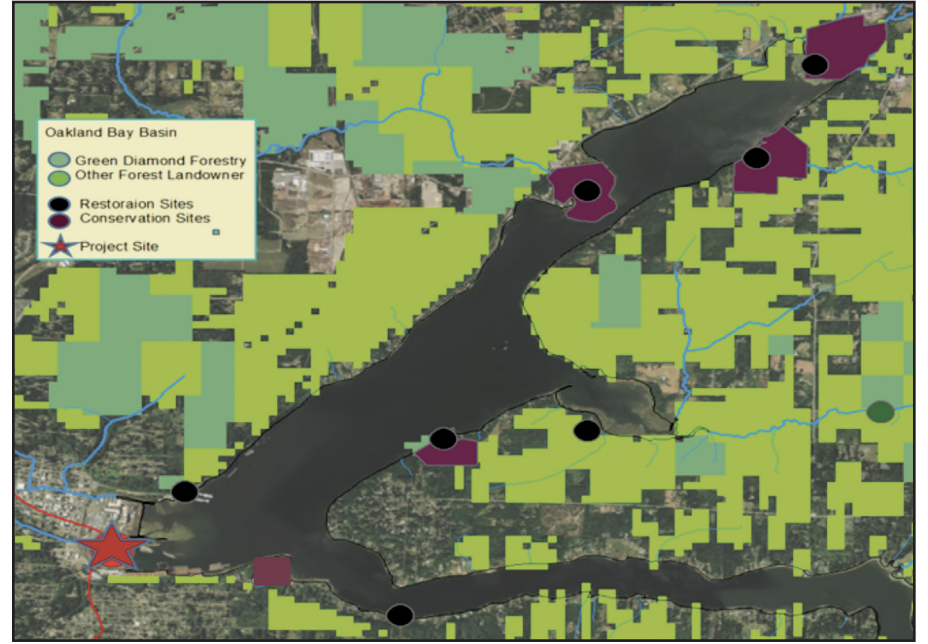 Oakland Bay Basin
Green Diamond Forestry
Other Forest Landowner
Restoraion Sites
Conservation Sites
Project Site